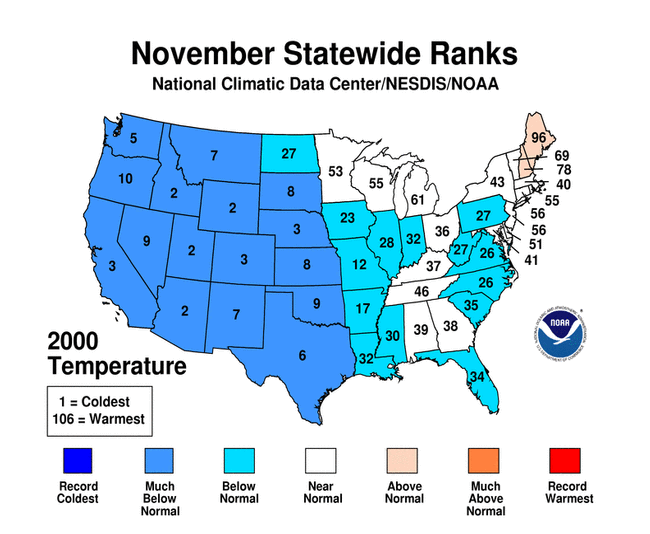 November Statewide Ranks
National Climatic Data Center/NESDIS/NOAA
5
7
27
53
55
61
43
96
69
78
40
55
56
56
51
41
10
2
2
8
3
9
2
3
3
8
23
12
28
32
36
27
27
26
37
26
46
35
2
7
9
6
17
32
30
39
38
34
NOAA
2000
Temperature
1 = Coldest
106 = Warmest
Record
Coldest
Much
Below
Normal
Below
Normal
Near
Normal
Above
Normal
Much
Above
Normal
Record
Warmest